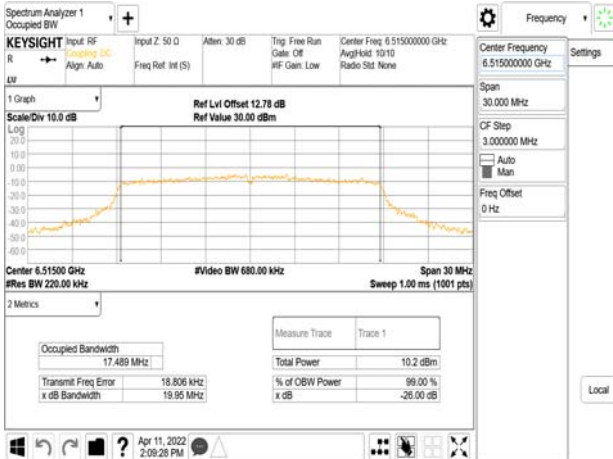 Spectrum Analyzer 1
Occupied BW
+
Frequency
KEYSIGHT
R
LXI
Input: RF
Coupling: DC
Align: Auto
Input Z: 50 Ω
Freq Ref: Int (S)
Atten: 30 dB
Trig: Free Run
Gate: Off
#IF Gain: Low
Center Freq: 6.515000000 GHz
Avg|Hold: 10/10
Radio Std: None
Center Frequency
6.515000000 GHz
Settings
Span
30.000 MHz
CF Step
3.000000 MHz
Auto
Man
Freq Offset
0 Hz
Local
1 Graph
Scale/Div 10.0 dB
Ref Lvl Offset 12.78 dB
Ref Value 30.00 dBm
Log
20.0
10.0
0.00
-10.0
-20.0
-30.0
-40.0
-50.0
-60.0
Center 6.51500 GHz
#Res BW 220.00 kHz
#Video BW 680.00 kHz
Span 30 MHz
Sweep 1.00 ms (1001 pts)
2 Metrics
Measure Trace
Trace 1
Occupied Bandwidth
17.489 MHz
Total Power
10.2 dBm
Transmit Freq Error
18.806 kHz
% of OBW Power
99.00 %
x dB Bandwidth
19.95 MHz
x dB
-26.00 dB
?
Apr 11, 2022
2:09:28 PM